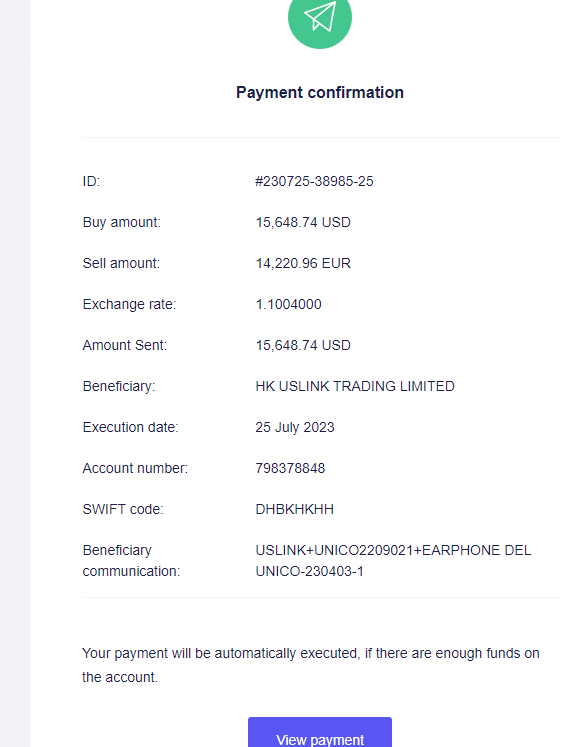 Payment confirmation
ID: #230725-38985-25
Buy amount: 15,648.74 USD
Sell amount: 14,220.96 EUR
Exchange rate: 1.1004000
Amount Sent: 15,648.74 USD
Beneficiary: HK USLINK TRADING LIMITED
Execution date: 25 July 2023
Account number: 798378848
SWIFT code: DHBKHKHH
Beneficiary USLINK+UNICO2209021+EARPHONE DEL
communication: UNICO-230403-1
Your payment will be automatically executed, if there are enough funds on
the account.
View payment